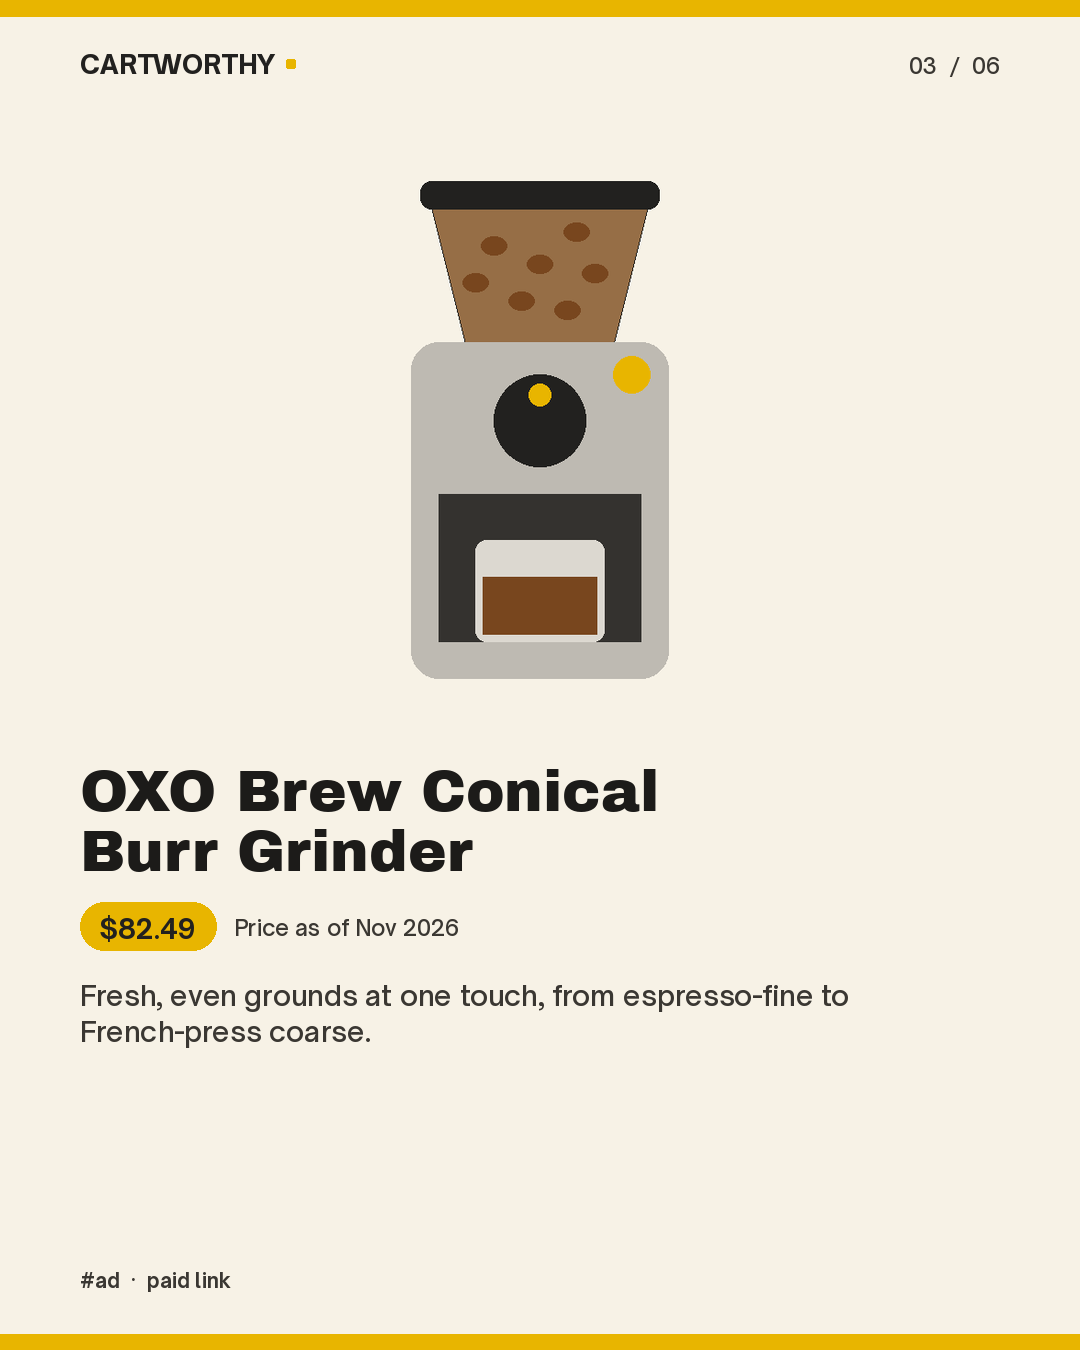 CARTWORTHY
03 / 06
OXO Brew Conical
Burr Grinder
$82.49 Price as of Nov 2026
Fresh, even grounds at one touch, from espresso-fine to
French-press coarse.
#ad · paid link